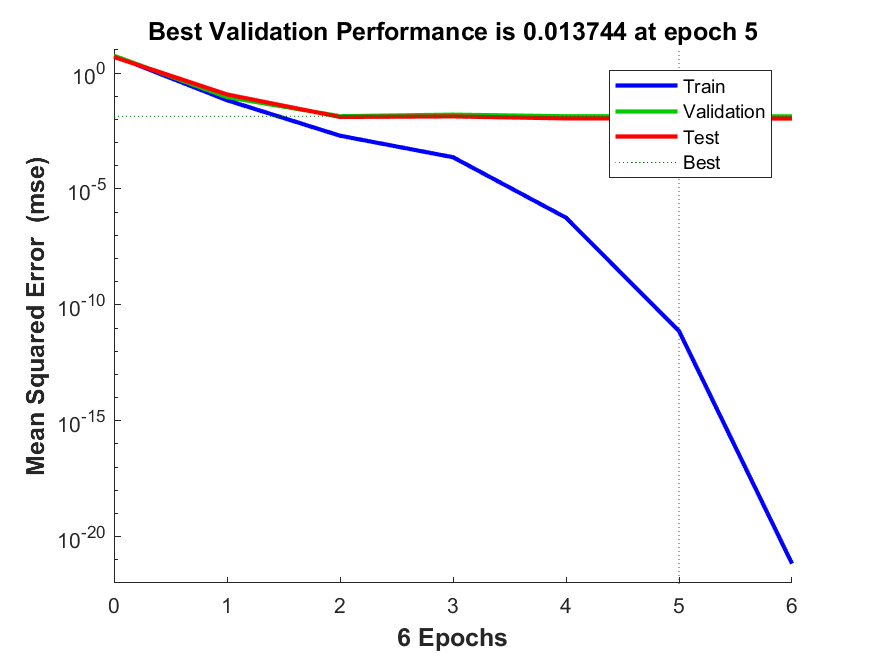 Best Validation Performance is 0.013744 at epoch 5
10^0
10^-5
10^-10
10^-15
10^-20
Mean Squared Error (mse)
Train
Validation
Test
Best
0 1 2 3 4 5 6
6 Epochs